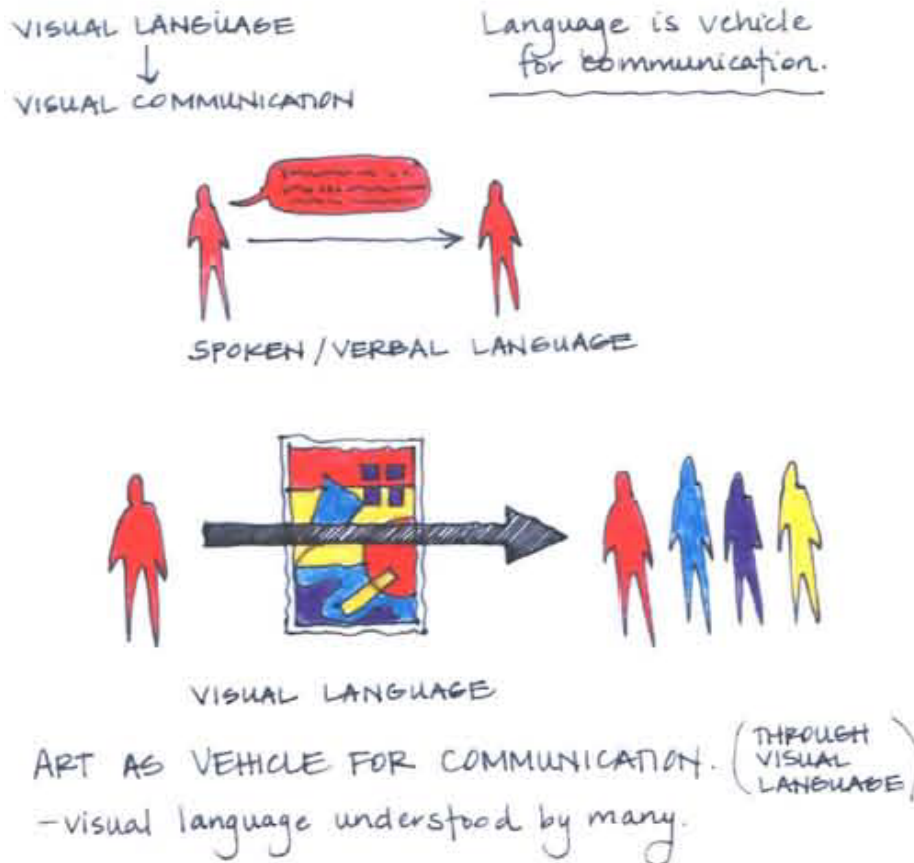 VISUAL LANGUAGE
VISUAL COMMUNICATION
Language is vehicle
for communication.
SPOKEN/VERBAL LANGUAGE
VISUAL LANGUAGE
ART AS VEHICLE FOR COMMUNICATION. (THROUGH
VISUAL
LANGUAGE)
-visual language understood by many.